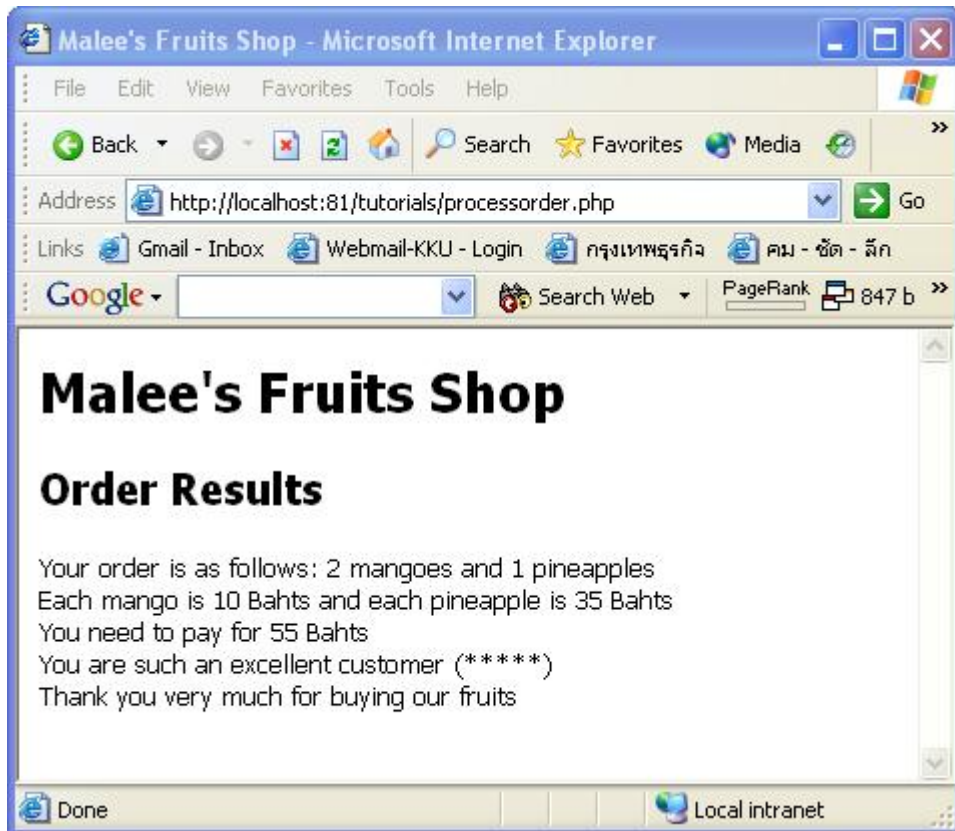 Malee's Fruits Shop - Microsoft Internet Explorer
File Edit View Favorites Tools Help
Back Search Favorites Media »
Address http://localhost:81/tutorials/processorder.php Go
Links Gmail - Inbox Webmail-KKU - Login กรุงเทพธุรกิจ คม - ชัด - ลึก
Google Search Web PageRank 847 b »
Malee's Fruits Shop
Order Results
Your order is as follows: 2 mangoes and 1 pineapples
Each mango is 10 Bahts and each pineapple is 35 Bahts
You need to pay for 55 Bahts
You are such an excellent customer (*****)
Thank you very much for buying our fruits
Done Local intranet